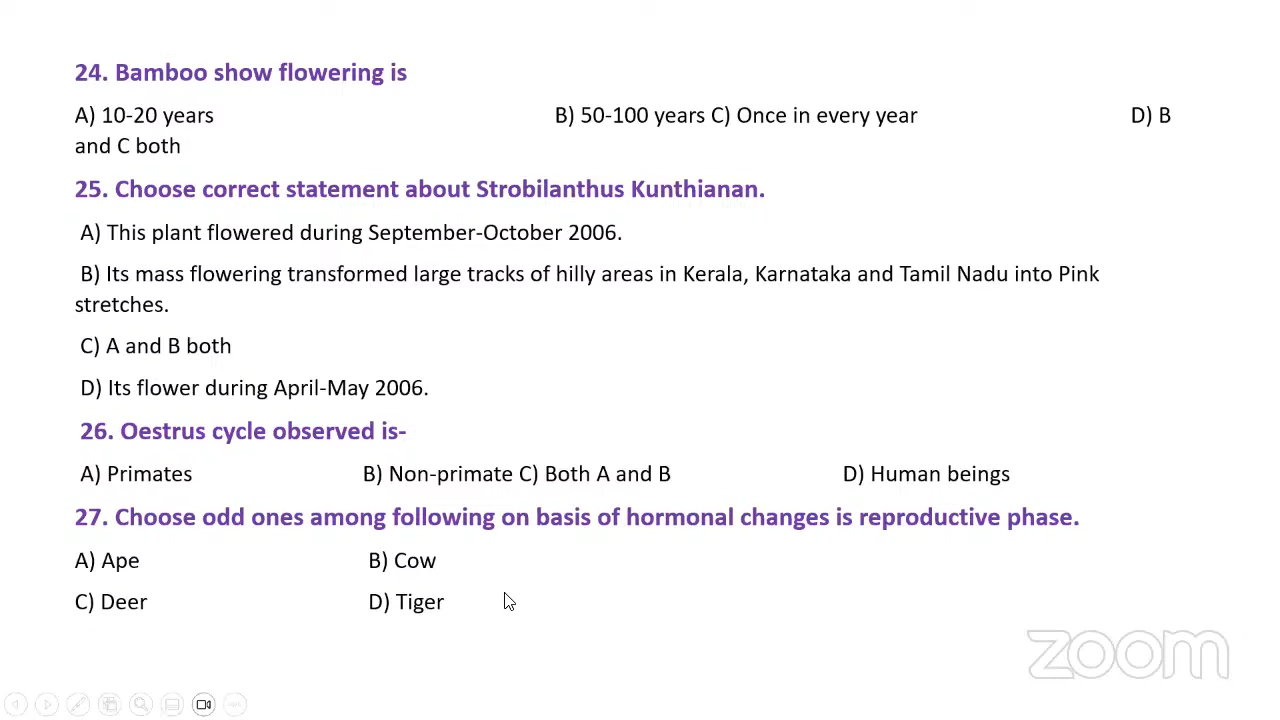 24. Bamboo show flowering is
A) 10-20 years B) 50-100 years C) Once in every year D) B
and C both
25. Choose correct statement about Strobilanthus Kunthianan.
A) This plant flowered during September-October 2006.
B) Its mass flowering transformed large tracks of hilly areas in Kerala, Karnataka and Tamil Nadu into Pink
stretches.
C) A and B both
D) Its flower during April-May 2006.
26. Oestrus cycle observed is-
A) Primates B) Non-primate C) Both A and B D) Human beings
27. Choose odd ones among following on basis of hormonal changes is reproductive phase.
A) Ape B) Cow
C) Deer D) Tiger
zoom